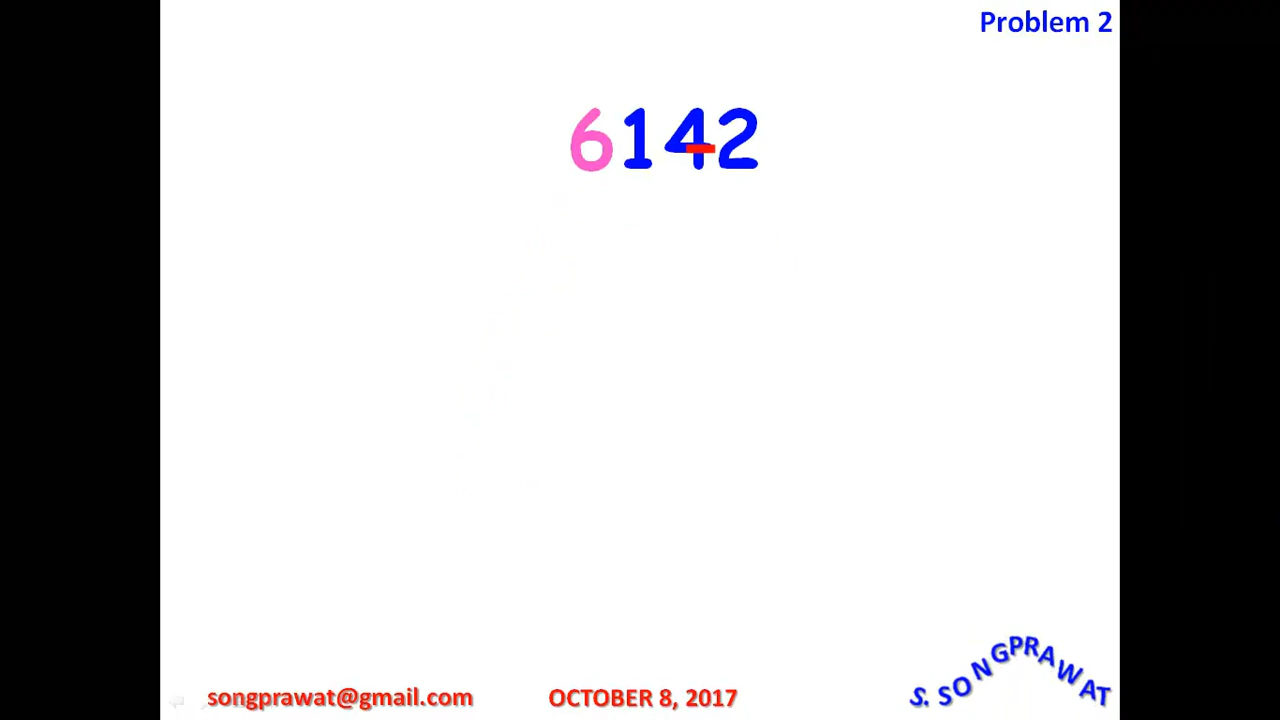 Problem 2
6142
songprawat@gmail.com
OCTOBER 8, 2017
S. SONGPRAWAT